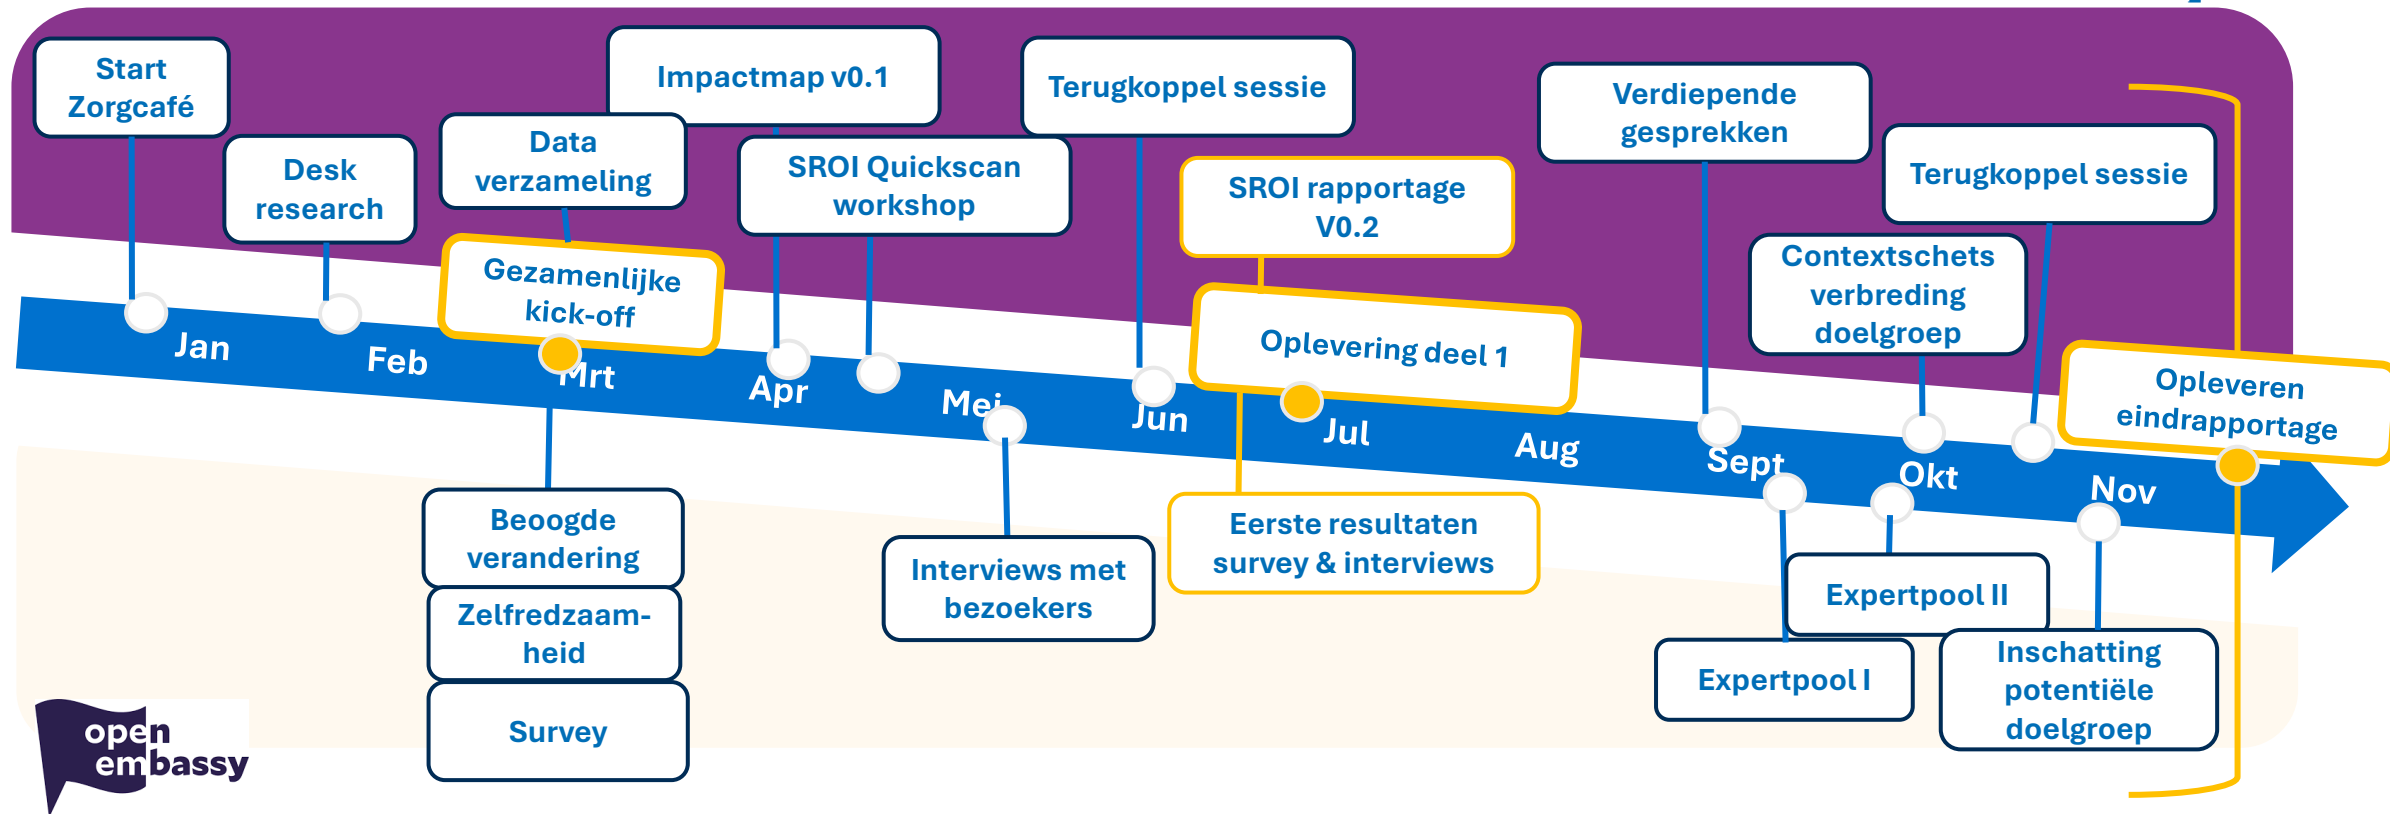 Start
Zorgcafé
Desk
research
Data
verzameling
Impactmap v0.1
SROI Quickscan
workshop
Terugkoppel sessie
SROI rapportage
V0.2
Verdiepende
gesprekken
Terugkoppel sessie
Contextschets
verbreding
doelgroep
Gezamenlijke
kick-off
Oplevering deel 1
Opleveren
eindrapportage
Jan
Feb
Mrt
Apr
Mei
Jun
Jul
Aug
Sept
Okt
Nov
Beoogde
verandering
Zelfredzaam-
heid
Survey
Interviews met
bezoekers
Eerste resultaten
survey & interviews
Expertpool II
Expertpool I
Inschatting
potentiële
doelgroep
open
embassy